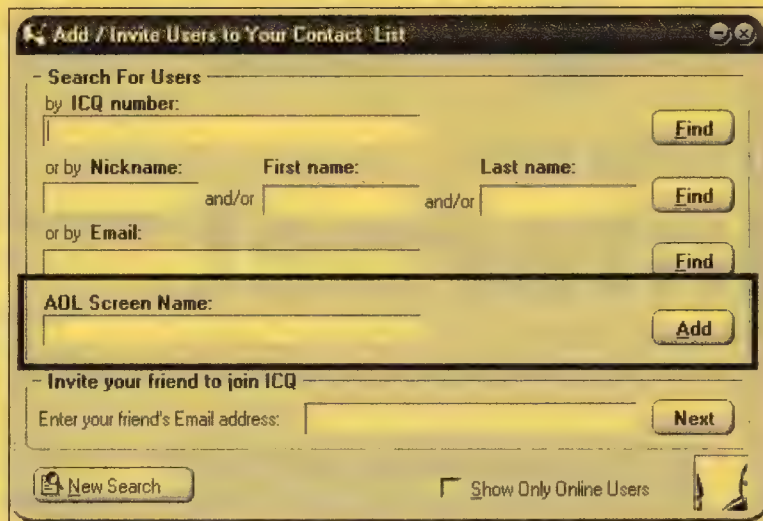 Add / Invite Users to Your Contact List
Search For Users
by ICQ number:
Find
or by Nickname: First name: Last name:
and/or and/or Find
or by Email:
Find
AOL Screen Name:
Add
Invite your friend to join ICQ
Enter your friend's Email address: Next
New Search Show Only Online Users